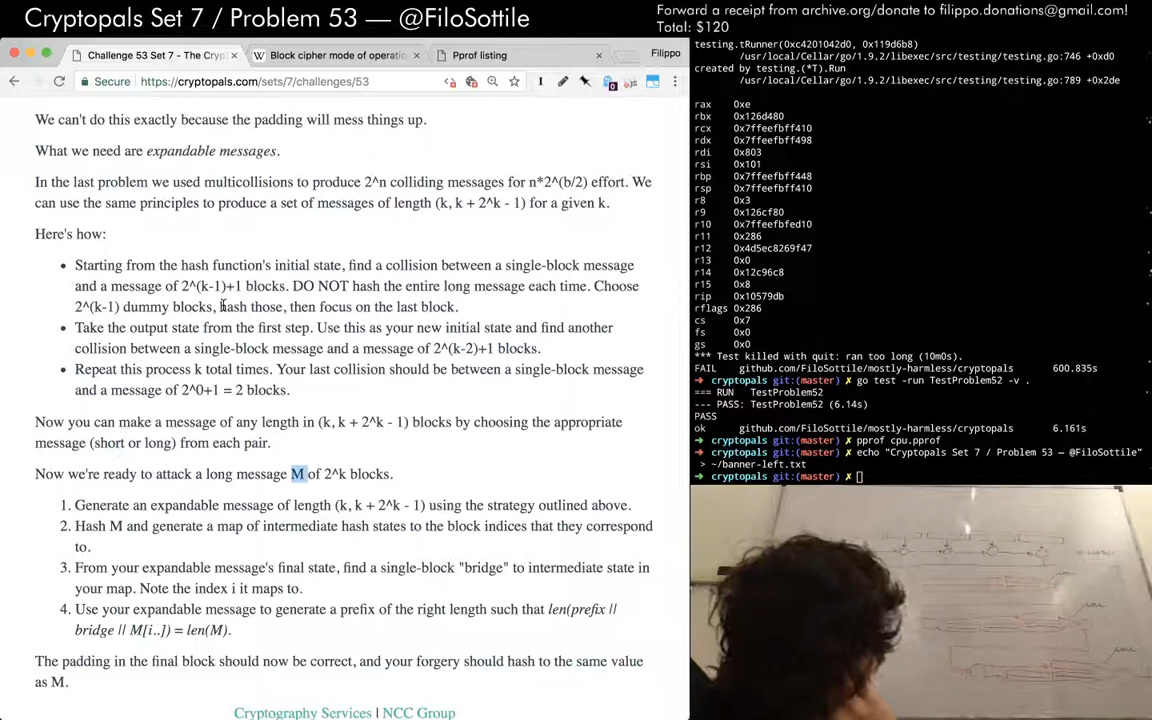 Cryptopals Set 7 / Problem 53 — @FiloSottile
Forward a receipt from archive.org/donate to filippo.donations@gmail.com!
Total: $120
Challenge 53 Set 7 - The Cryp
Block cipher mode of operation
Pprof listing
Filippo
Secure
https://cryptopals.com/sets/7/challenges/53
We can't do this exactly because the padding will mess things up.
What we need are expandable messages.
In the last problem we used multicollisions to produce 2^n colliding messages for n*2^(b/2) effort. We
can use the same principles to produce a set of messages of length (k, k + 2^k - 1) for a given k.
Here's how:
• Starting from the hash function's initial state, find a collision between a single-block message
and a message of 2^(k-1)+1 blocks. DO NOT hash the entire long message each time. Choose
2^(k-1) dummy blocks, hash those, then focus on the last block.
• Take the output state from the first step. Use this as your new initial state and find another
collision between a single-block message and a message of 2^(k-2)+1 blocks.
• Repeat this process k total times. Your last collision should be between a single-block message
and a message of 2^0+1 = 2 blocks.
Now you can make a message of any length in (k, k + 2^k - 1) blocks by choosing the appropriate
message (short or long) from each pair.
Now we're ready to attack a long message M of 2^k blocks.
1. Generate an expandable message of length (k, k + 2^k - 1) using the strategy outlined above.
2. Hash M and generate a map of intermediate hash states to the block indices that they correspond
to.
3. From your expandable message's final state, find a single-block "bridge" to intermediate state in
your map. Note the index i it maps to.
4. Use your expandable message to generate a prefix of the right length such that len(prefix ||
bridge || M[i..]) = len(M).
The padding in the final block should now be correct, and your forgery should hash to the same value
as M.
Cryptography Services | NCC Group
testing.tRunner(0xc4201042d0, 0x119d6b8)
/usr/local/Cellar/go/1.9.2/libexec/src/testing/testing.go:746 +0xd0
created by testing.(*T).Run
/usr/local/Cellar/go/1.9.2/libexec/src/testing/testing.go:789 +0x2de
rax 0xe
rbx 0x126d480
rcx 0x7ffeefbff410
rdx 0x7ffeefbff498
rdi 0x803
rsi 0x101
rbp 0x7ffeefbff448
rsp 0x7ffeefbff410
r8 0x3
r9 0x126cf80
r10 0x7ffeefbfed10
r11 0x286
r12 0x4d5ec8269f47
r13 0x0
r14 0x12c96c8
r15 0x8
rip 0x10579db
rflags 0x286
cs 0x7
fs 0x0
gs 0x0
*** Test killed with quit: ran too long (10m0s).
FAIL github.com/FiloSottile/mostly-harmless/cryptopals 600.835s
➜ cryptopals git:(master) ✗ go test -run TestProblem52 -v .
=== RUN TestProblem52
--- PASS: TestProblem52 (6.14s)
PASS
ok github.com/FiloSottile/mostly-harmless/cryptopals 6.161s
➜ cryptopals git:(master) ✗ pprof cpu.pprof
➜ cryptopals git:(master) ✗ echo "Cryptopals Set 7 / Problem 53 — @FiloSottile"
> ~/banner-left.txt
➜ cryptopals git:(master) ✗